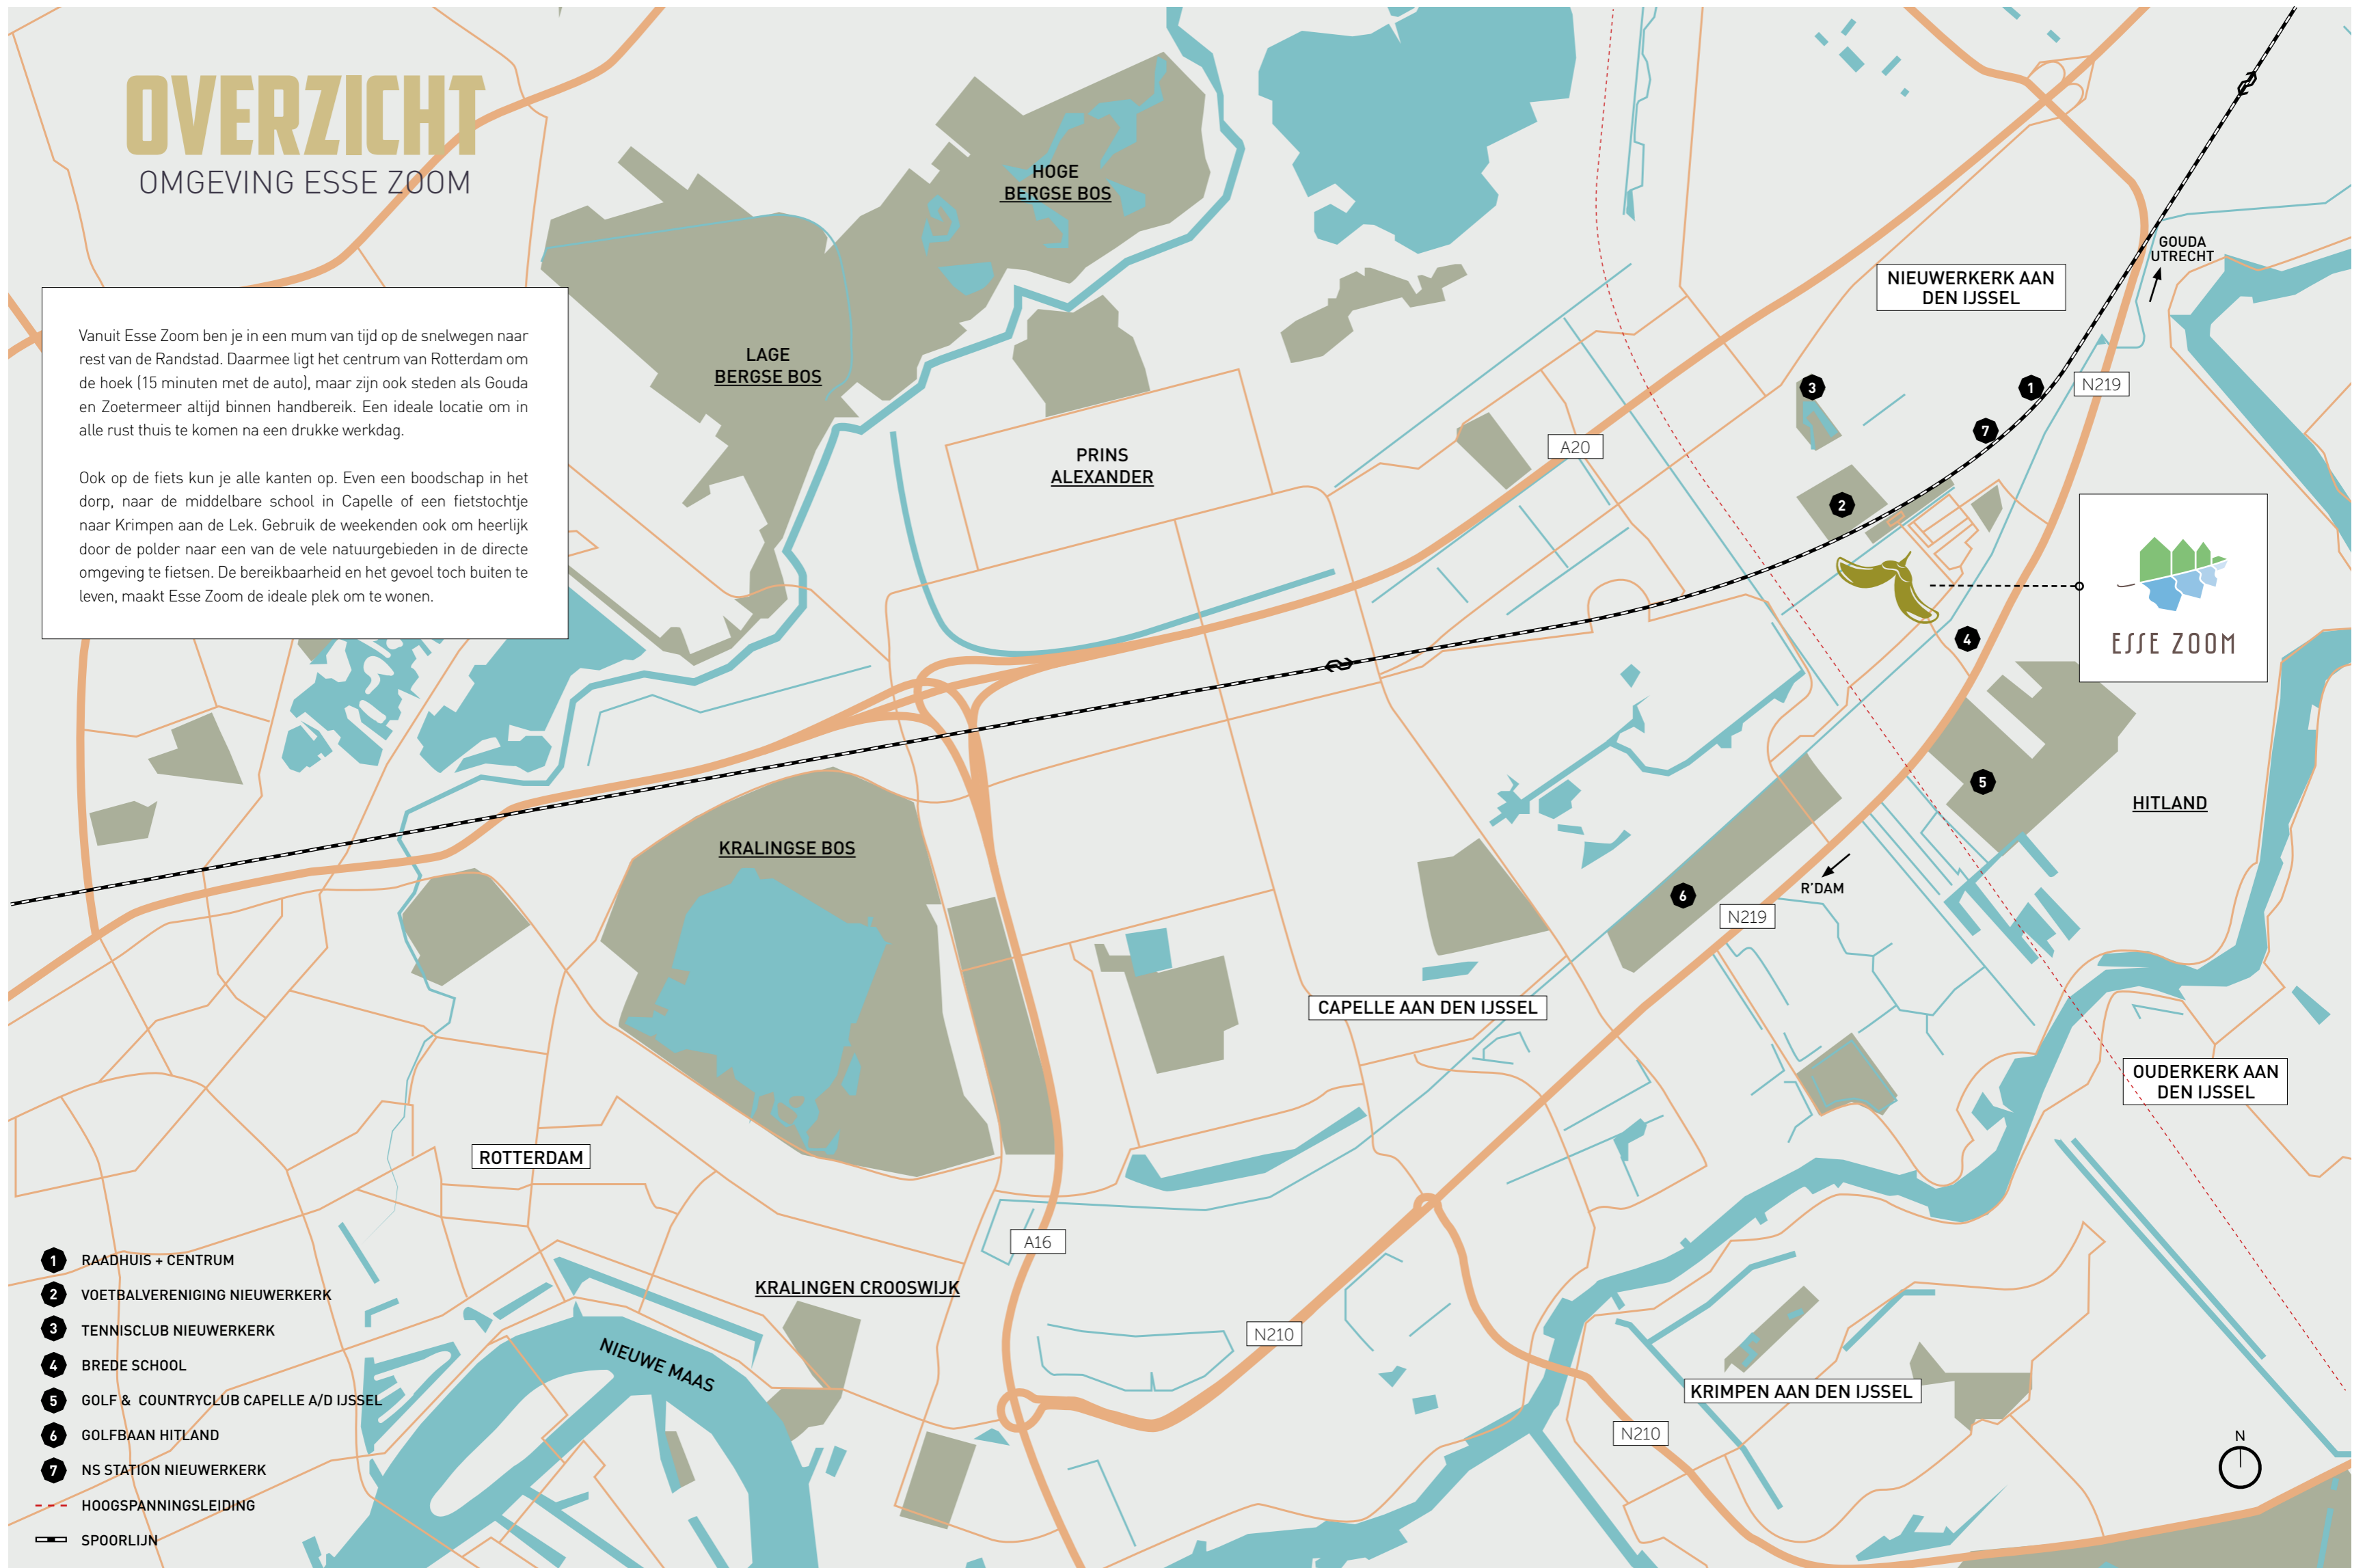 OVERZICHT
OMGEVING ESSE ZOOM
Vanuit Esse Zoom ben je in een mum van tijd op de snelwegen naar
rest van de Randstad. Daarmee ligt het centrum van Rotterdam om
de hoek (15 minuten met de auto), maar zijn ook steden als Gouda
en Zoetermeer altijd binnen handbereik. Een ideale locatie om in
alle rust thuis te komen na een drukke werkdag.
Ook op de fiets kun je alle kanten op. Even een boodschap in het
dorp, naar de middelbare school in Capelle of een fietstochtje
naar Krimpen aan de Lek. Gebruik de weekenden ook om heerlijk
door de polder naar een van de vele natuurgebieden in de directe
omgeving te fietsen. De bereikbaarheid en het gevoel toch buiten te
leven, maakt Esse Zoom de ideale plek om te wonen.
HOGE
BERGSE BOS
LAGE
BERGSE BOS
PRINS
ALEXANDER
A20
NIEUWERKERK AAN
DEN IJSSEL
GOUDA
UTRECHT
N219
3
1
7
2
4
ESSE ZOOM
5
HITLAND
6
R'DAM
N219
KRALINGSE BOS
CAPELLE AAN DEN IJSSEL
OUDERKERK AAN
DEN IJSSEL
ROTTERDAM
A16
KRALINGEN CROOSWIJK
N210
NIEUWE MAAS
KRIMPEN AAN DEN IJSSEL
N210
N
1 RAADHUIS + CENTRUM
2 VOETBALVERENIGING NIEUWERKERK
3 TENNISCLUB NIEUWERKERK
4 BREDE SCHOOL
5 GOLF & COUNTRYCLUB CAPELLE A/D IJSSEL
6 GOLFBAAN HITLAND
7 NS STATION NIEUWERKERK
HOOGSPANNINGSLEIDING
SPOORLIJN